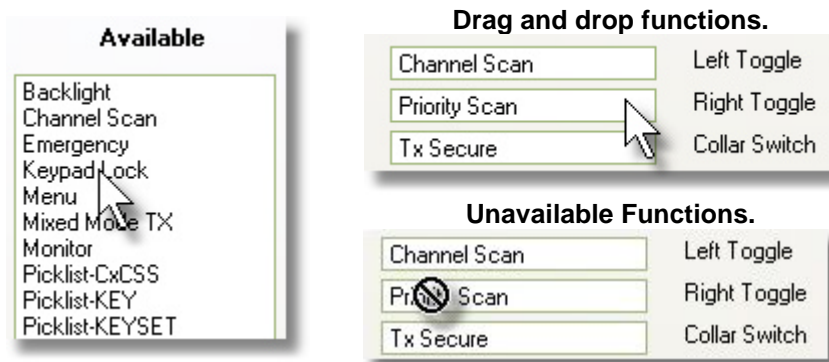 Available
Backlight
Channel Scan
Emergency
Keypad Lock
Menu
Mixed Mode TX
Monitor
Picklist-CxCSS
Picklist-KEY
Picklist-KEYSET
Drag and drop functions.
Channel Scan Left Toggle
Priority Scan Right Toggle
Tx Secure Collar Switch
Unavailable Functions.
Channel Scan Left Toggle
Priority Scan Right Toggle
Tx Secure Collar Switch